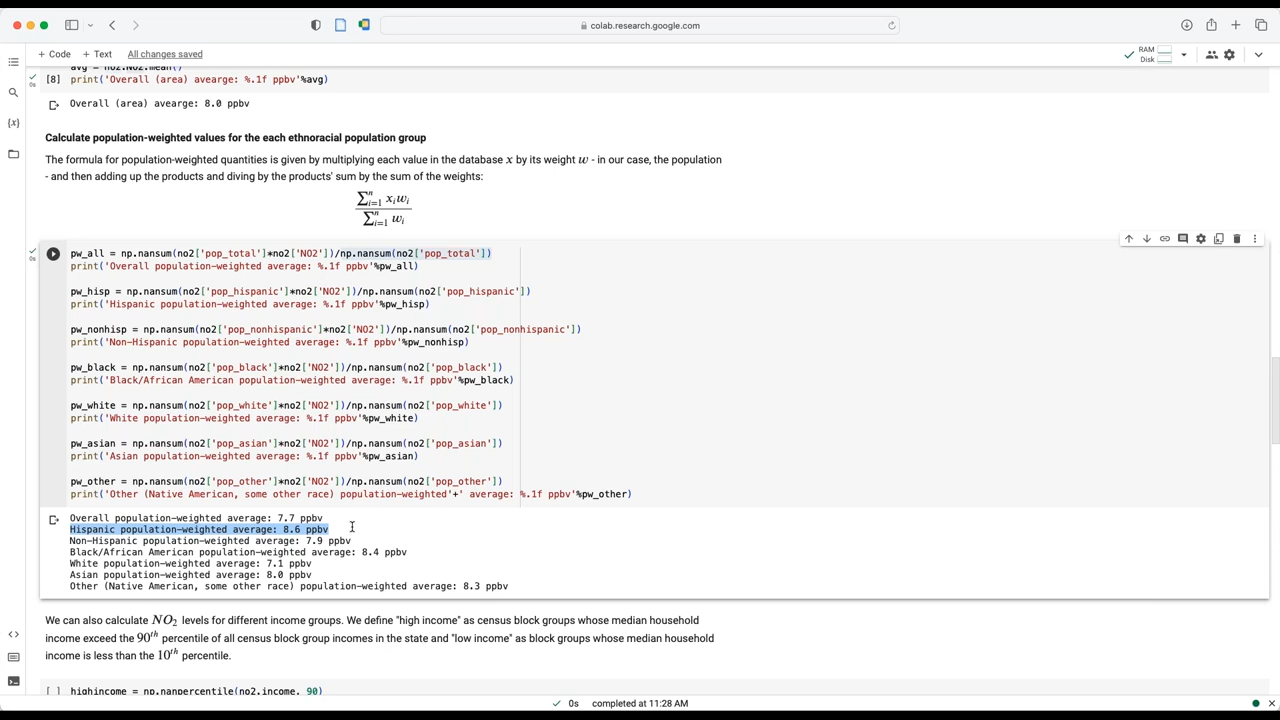 colab.research.google.com
+ Code + Text All changes saved
RAM
Disk
avg = no2.NO2.mean()
[8] print('Overall (area) avearge: %.1f ppbv'%avg)
0s
Overall (area) avearge: 8.0 ppbv
Calculate population-weighted values for the each ethnoracial population group
The formula for population-weighted quantities is given by multiplying each value in the database x by its weight w - in our case, the population
- and then adding up the products and diving by the products' sum by the sum of the weights:
∑ⁿᵢ₌₁ xᵢwᵢ
∑ⁿᵢ₌₁ wᵢ
pw_all = np.nansum(no2['pop_total']*no2['NO2'])/np.nansum(no2['pop_total'])
0s
print('Overall population-weighted average: %.1f ppbv'%pw_all)
pw_hisp = np.nansum(no2['pop_hispanic']*no2['NO2'])/np.nansum(no2['pop_hispanic'])
print('Hispanic population-weighted average: %.1f ppbv'%pw_hisp)
pw_nonhisp = np.nansum(no2['pop_nonhispanic']*no2['NO2'])/np.nansum(no2['pop_nonhispanic'])
print('Non-Hispanic population-weighted average: %.1f ppbv'%pw_nonhisp)
pw_black = np.nansum(no2['pop_black']*no2['NO2'])/np.nansum(no2['pop_black'])
print('Black/African American population-weighted average: %.1f ppbv'%pw_black)
pw_white = np.nansum(no2['pop_white']*no2['NO2'])/np.nansum(no2['pop_white'])
print('White population-weighted average: %.1f ppbv'%pw_white)
pw_asian = np.nansum(no2['pop_asian']*no2['NO2'])/np.nansum(no2['pop_asian'])
print('Asian population-weighted average: %.1f ppbv'%pw_asian)
pw_other = np.nansum(no2['pop_other']*no2['NO2'])/np.nansum(no2['pop_other'])
print('Other (Native American, some other race) population-weighted'+' average: %.1f ppbv'%pw_other)
Overall population-weighted average: 7.7 ppbv
Hispanic population-weighted average: 8.6 ppbv
Non-Hispanic population-weighted average: 7.9 ppbv
Black/African American population-weighted average: 8.4 ppbv
White population-weighted average: 7.1 ppbv
Asian population-weighted average: 8.0 ppbv
Other (Native American, some other race) population-weighted average: 8.3 ppbv
We can also calculate NO₂ levels for different income groups. We define "high income" as census block groups whose median household
income exceed the 90ᵗʰ percentile of all census block group incomes in the state and "low income" as block groups whose median household
income is less than the 10ᵗʰ percentile.
[ ] highincome = np.nanpercentile(no2.income, 90)
0s completed at 11:28 AM